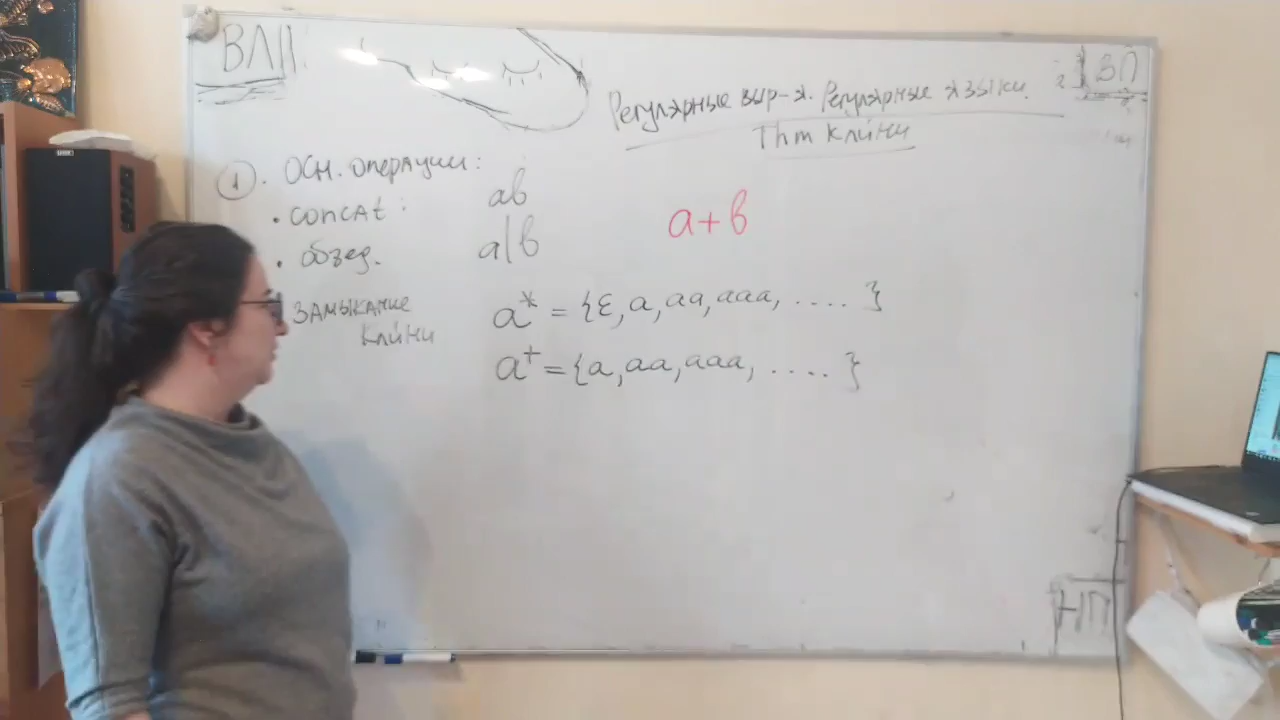 ВЛП
ВП
Регулярные выр-я. Регулярные языки.
Thm Клини
1. Осн. операции:
• concat: ab
a+b
• объед. a|b
Замыкание
Клини
a* = {ε, a, aa, aaa, .... }
a⁺ = {a, aa, aaa, .... }
НП